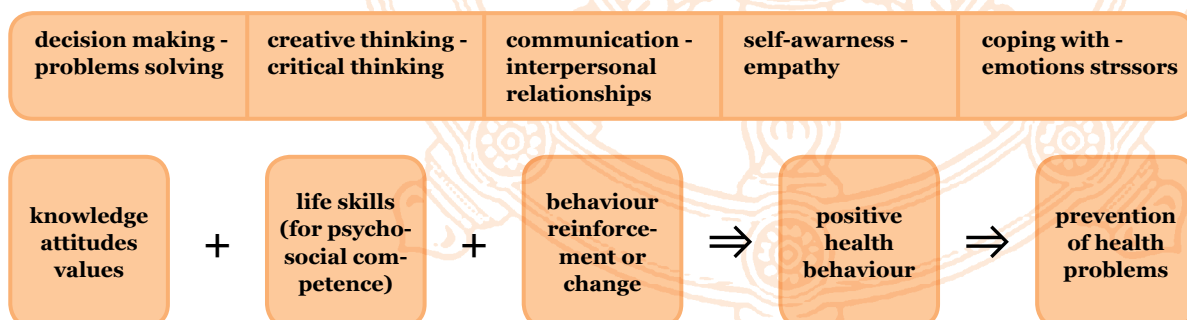 decision making -
problems solving
creative thinking -
critical thinking
communication -
interpersonal
relationships
self-awarness -
empathy
coping with -
emotions strssors
knowledge
attitudes
values
+
life skills
(for psycho-
social com-
petence)
+
behaviour
reinforce-
ment or
change
⇒
positive
health
behaviour
⇒
prevention
of health
problems